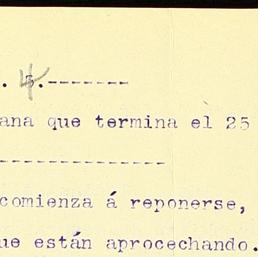 . 4.-------
ana que termina el 25
--------------
comienza á reponerse,
ue están aprocechando.